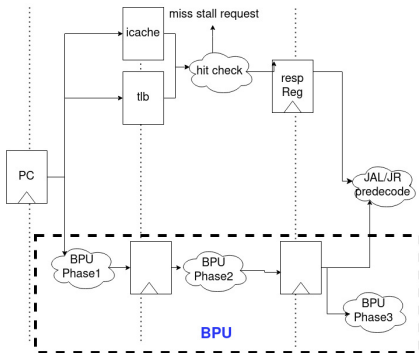 miss stall request
icache
hit check
tlb
resp
Reg
PC
JAL/JR
predecode
BPU
Phase1
BPU
Phase2
BPU
Phase3
BPU